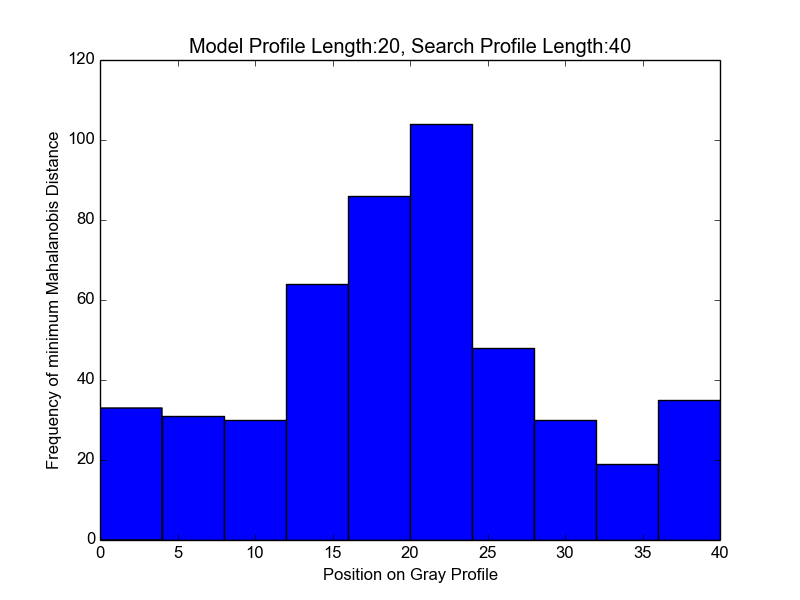 Model Profile Length:20, Search Profile Length:40
120
100
80
60
40
20
0
Frequency of minimum Mahalanobis Distance
0 5 10 15 20 25 30 35 40
Position on Gray Profile